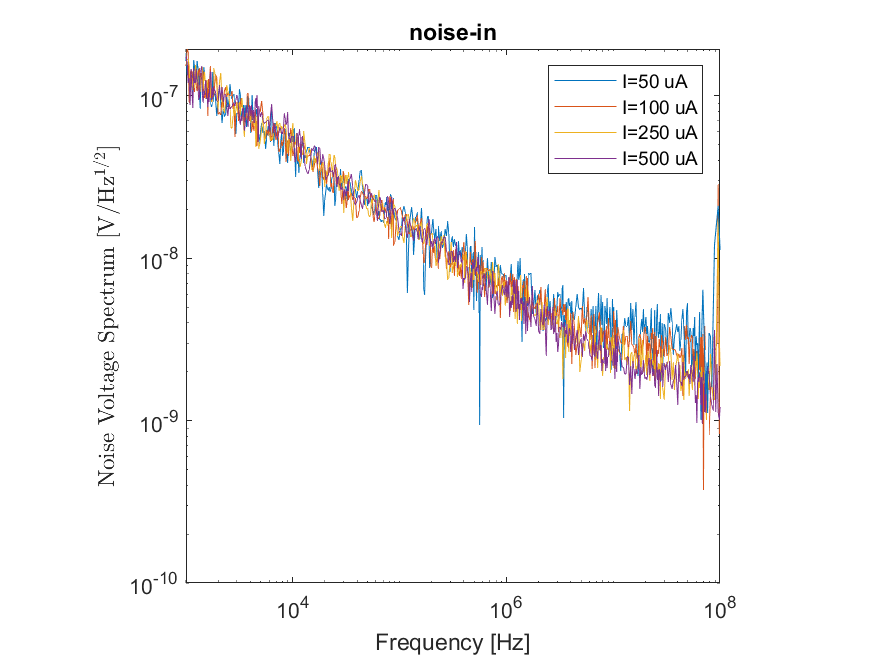 noise-in
I=50 uA
I=100 uA
I=250 uA
I=500 uA
Noise Voltage Spectrum [V/Hz^{1/2}]
10^{-7}
10^{-8}
10^{-9}
10^{-10}
10^{4}
10^{6}
10^{8}
Frequency [Hz]